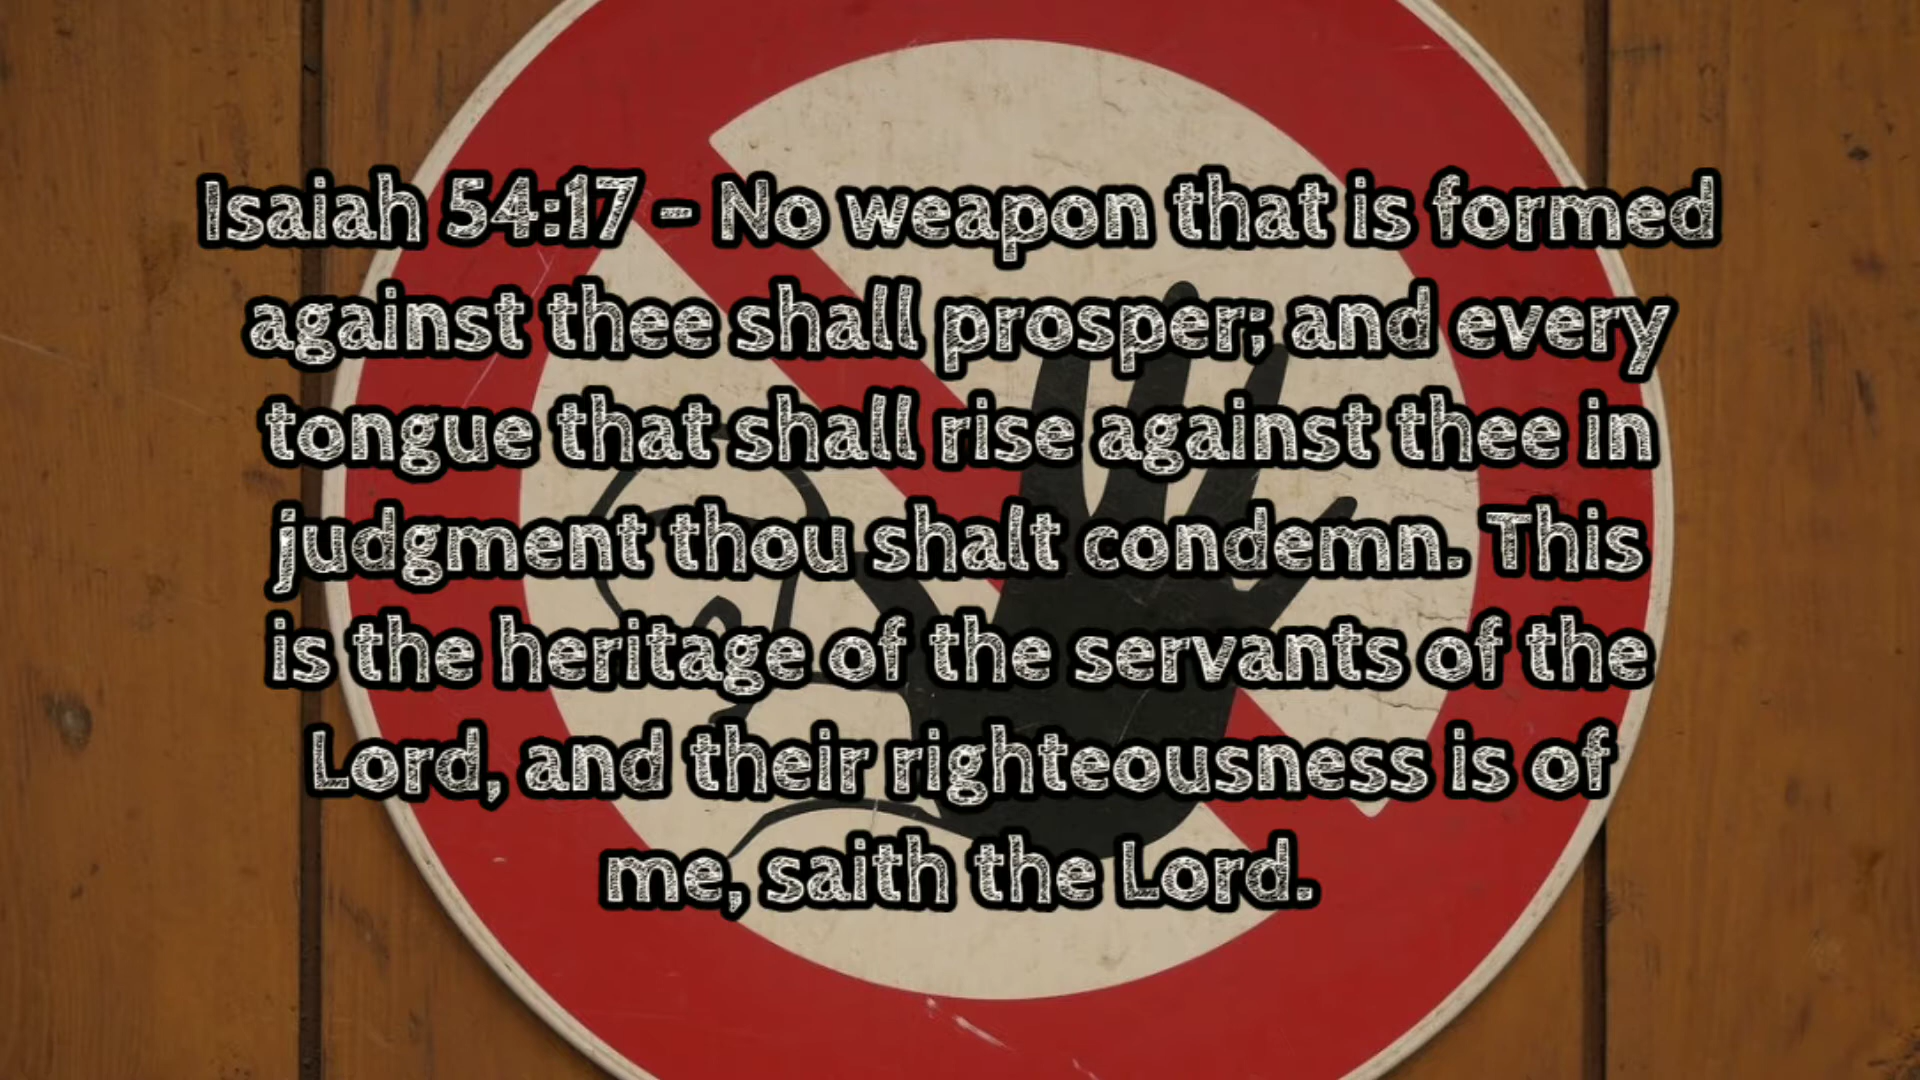 Isaiah 54:17 - No weapon that is formed
against thee shall prosper; and every
tongue that shall rise against thee in
judgment thou shalt condemn. This
is the heritage of the servants of the
Lord, and their righteousness is of
me, saith the Lord.